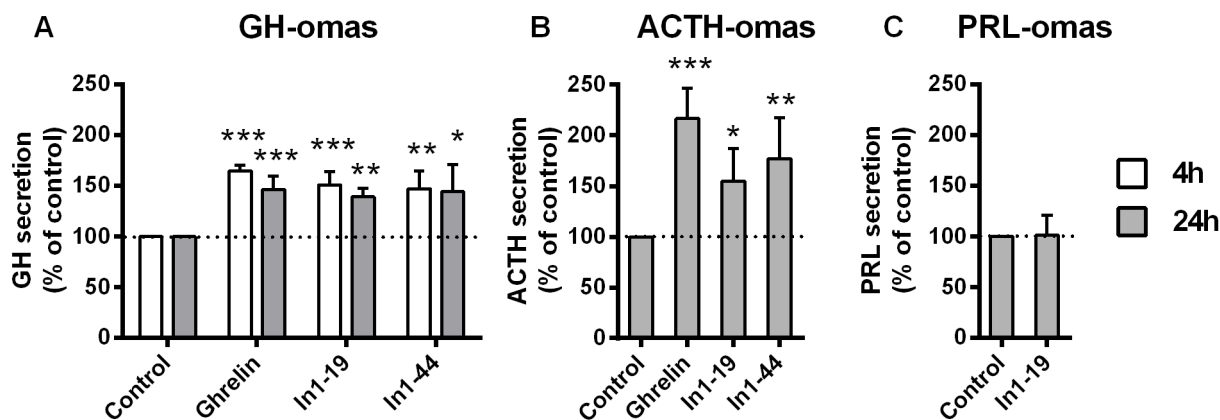 A GH-omas
GH secretion
(% of control)
250
200
150
100
50
0
*** *** *** ** ** *
Control Ghrelin In1-19 In1-44
B ACTH-omas
ACTH secretion
(% of control)
250
200
150
100
50
0
*** * **
Control Ghrelin In1-19 In1-44
C PRL-omas
PRL secretion
(% of control)
250
200
150
100
50
0
Control In1-19
4h
24h